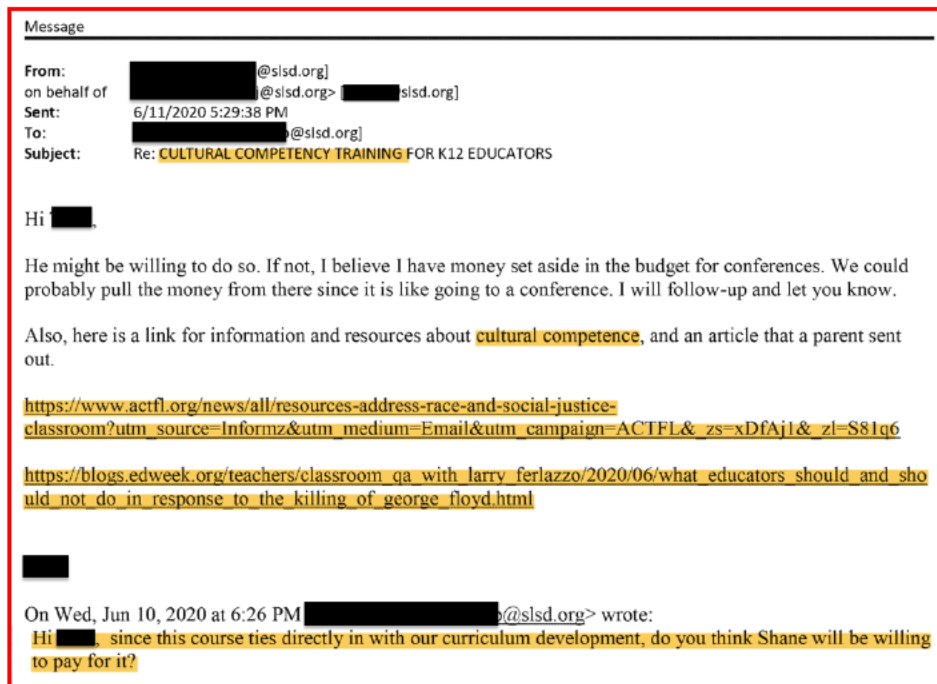 Message
From: @slsd.org]
on behalf of @slsd.org> [ slsd.org]
Sent: 6/11/2020 5:29:38 PM
To: @slsd.org]
Subject: Re: CULTURAL COMPETENCY TRAINING FOR K12 EDUCATORS
Hi ,
He might be willing to do so. If not, I believe I have money set aside in the budget for conferences. We could
probably pull the money from there since it is like going to a conference. I will follow-up and let you know.
Also, here is a link for information and resources about cultural competence, and an article that a parent sent
out.
https://www.actfl.org/news/all/resources-address-race-and-social-justice-
classroom?utm_source=Informz&utm_medium=Email&utm_campaign=ACTFL&_zs=xDfAj1&_zl=S81q6
https://blogs.edweek.org/teachers/classroom_qa_with_larry_ferlazzo/2020/06/what_educators_should_and_sho
uld_not_do_in_response_to_the_killing_of_george_floyd.html
On Wed, Jun 10, 2020 at 6:26 PM @slsd.org> wrote:
Hi , since this course ties directly in with our curriculum development, do you think Shane will be willing
to pay for it?